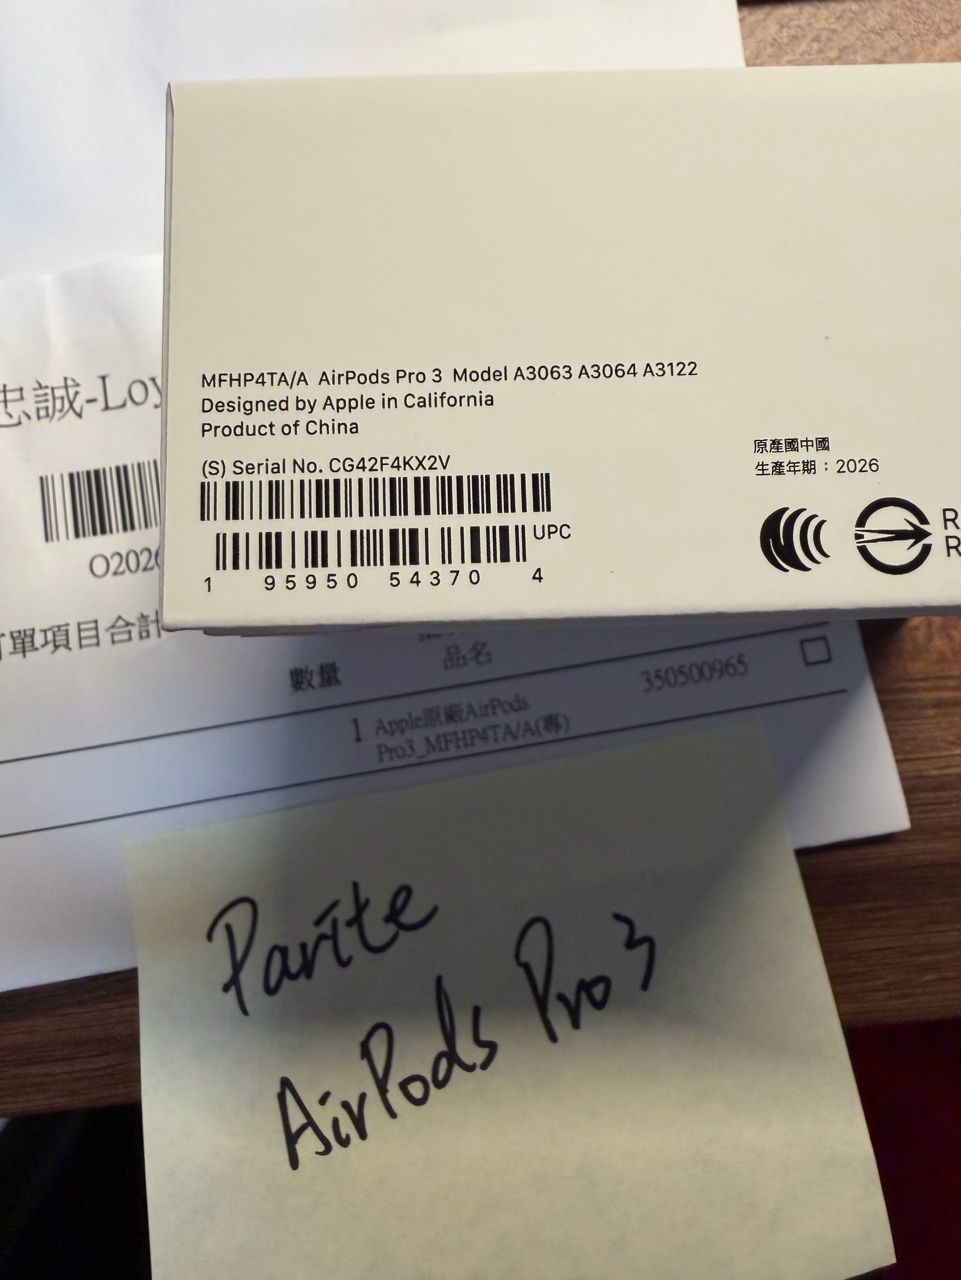 MFHP4TA/A AirPods Pro 3 Model A3063 A3064 A3122
Designed by Apple in California
Product of China
(S) Serial No. CG42F4KX2V
UPC
1 95950 54370 4
原產國中國
生產年期：2026
R
R
忠誠-Loy
O2026
訂單項目合計
數量
品名
1 Apple原廠AirPods
Pro3_MFHP4TA/A(專)
350500965
Parite
AirPods Pro 3